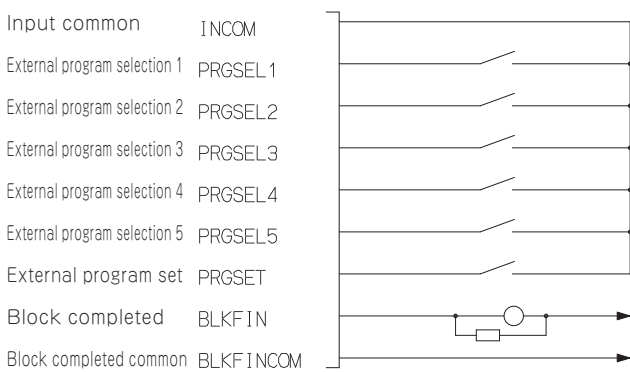 Input common INCOM
External program selection 1 PRGSEL1
External program selection 2 PRGSEL2
External program selection 3 PRGSEL3
External program selection 4 PRGSEL4
External program selection 5 PRGSEL5
External program set PRGSET
Block completed BLKFIN
Block completed common BLKFINCOM